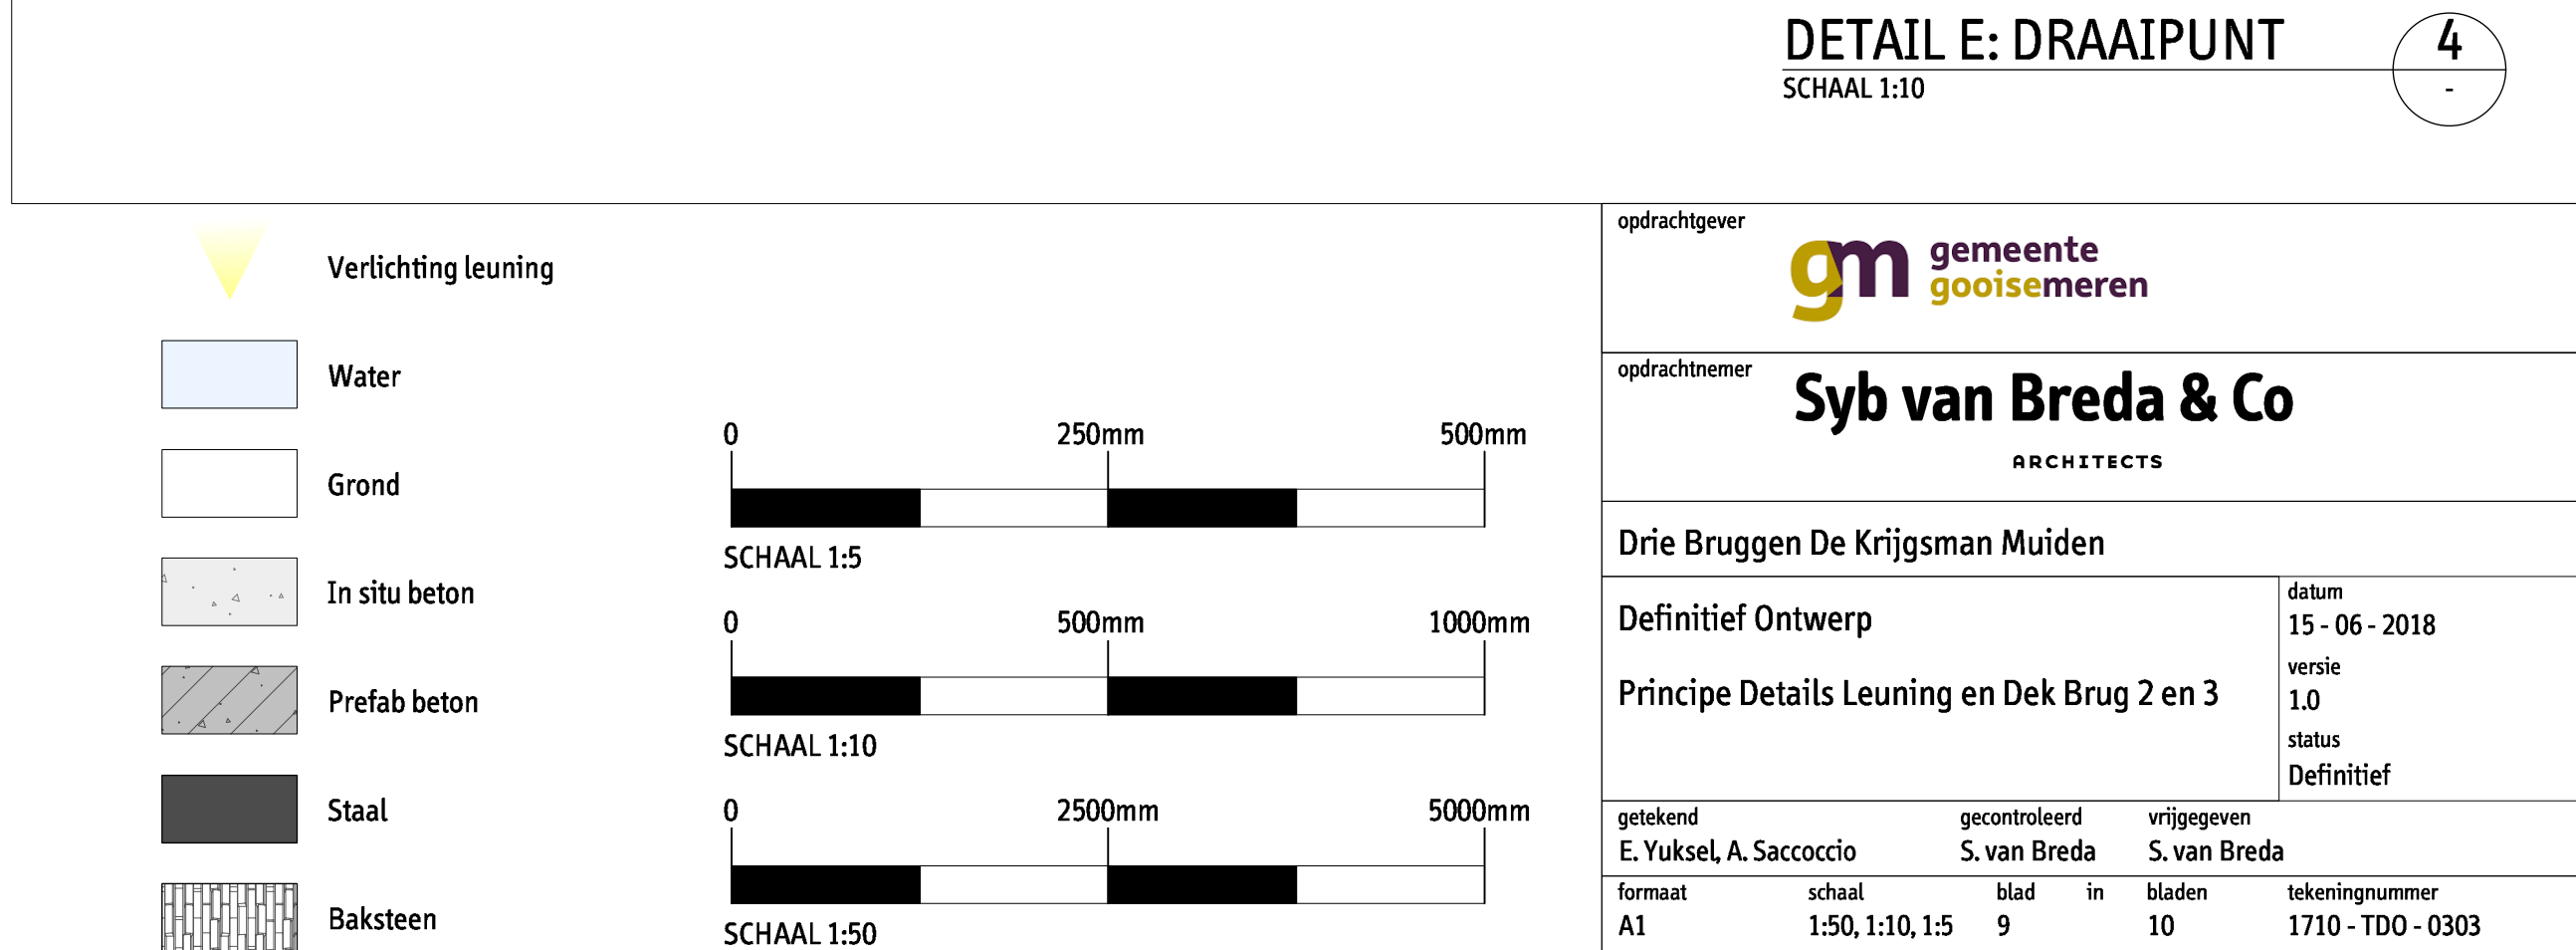 DETAIL E: DRAAIPUNT
4
SCHAAL 1:10
-
Verlichting leuning
Water
Grond
In situ beton
Prefab beton
Staal
Baksteen
0 250mm 500mm
SCHAAL 1:5
0 500mm 1000mm
SCHAAL 1:10
0 2500mm 5000mm
SCHAAL 1:50
opdrachtgever
gm
gemeente
gooisemeren
opdrachtnemer
Syb van Breda & Co
ARCHITECTS
Drie Bruggen De Krijgsman Muiden
Definitief Ontwerp
Principe Details Leuning en Dek Brug 2 en 3
datum
15 - 06 - 2018
versie
1.0
status
Definitief
getekend gecontroleerd vrijgegeven
E. Yuksel, A. Saccoccio S. van Breda S. van Breda
formaat schaal blad in bladen tekeningnummer
A1 1:50, 1:10, 1:5 9 10 1710 - TDO - 0303